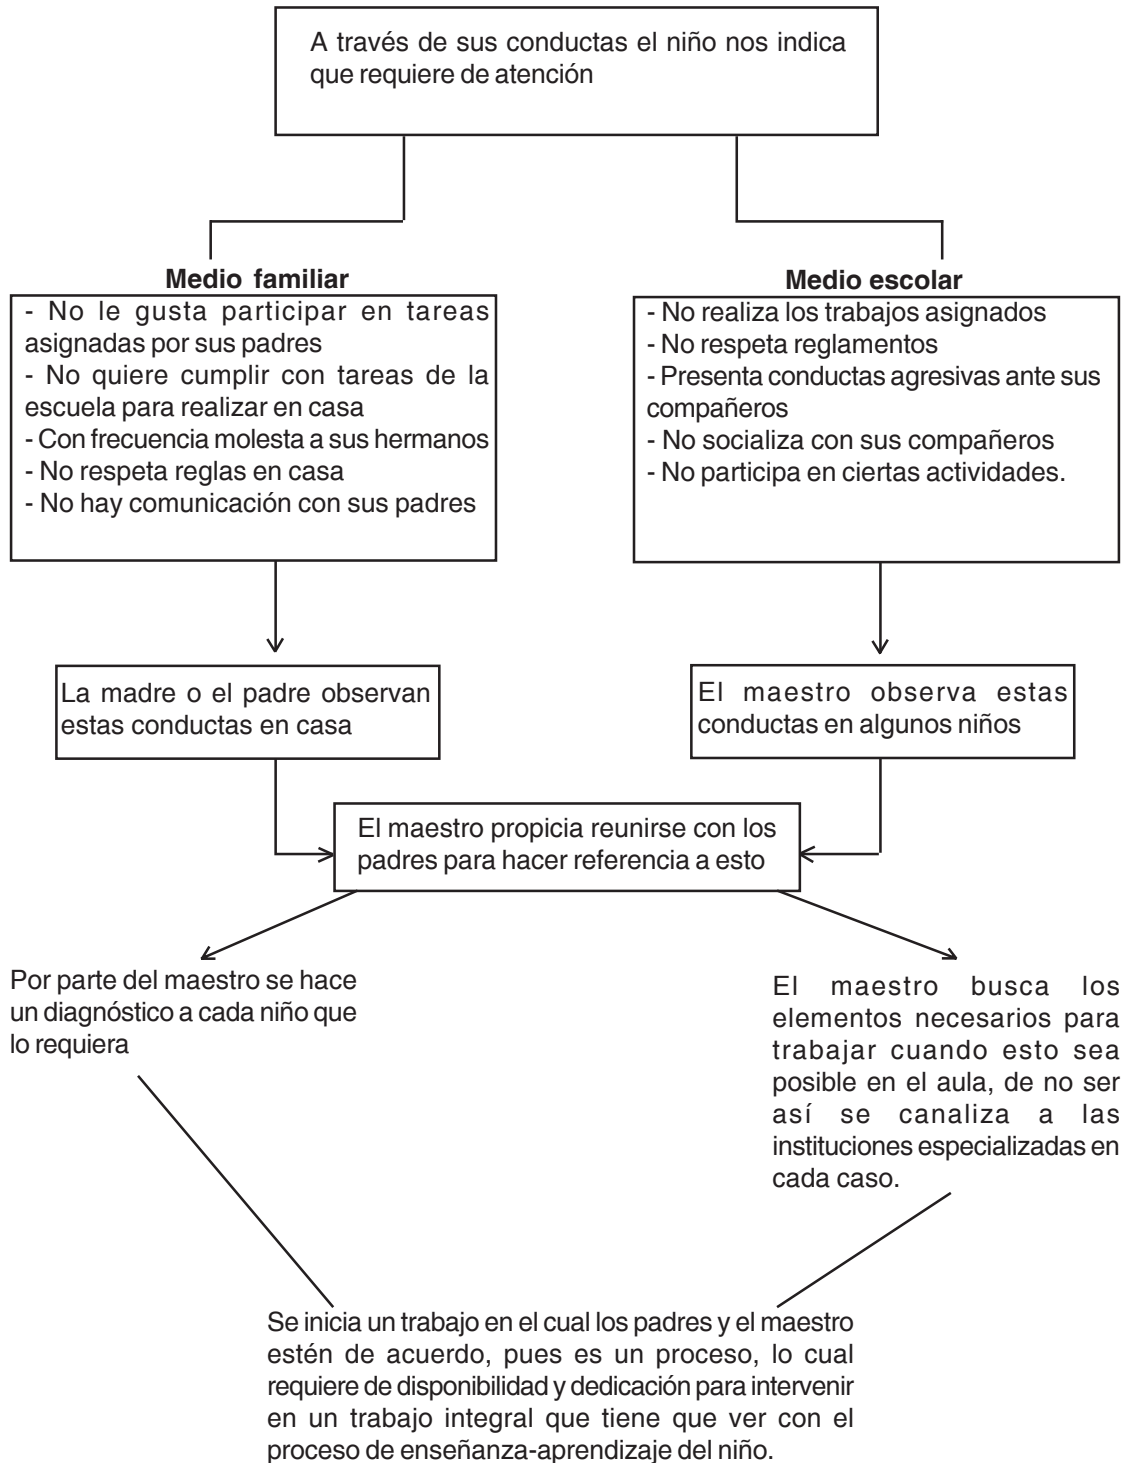 A través de sus conductas el niño nos indica
que requiere de atención
Medio familiar
- No le gusta participar en tareas
asignadas por sus padres
- No quiere cumplir con tareas de la
escuela para realizar en casa
- Con frecuencia molesta a sus hermanos
- No respeta reglas en casa
- No hay comunicación con sus padres
Medio escolar
- No realiza los trabajos asignados
- No respeta reglamentos
- Presenta conductas agresivas ante sus
compañeros
- No socializa con sus compañeros
- No participa en ciertas actividades.
La madre o el padre observan
estas conductas en casa
El maestro observa estas
conductas en algunos niños
El maestro propicia reunirse con los
padres para hacer referencia a esto
Por parte del maestro se hace
un diagnóstico a cada niño que
lo requiera
El maestro busca los
elementos necesarios para
trabajar cuando esto sea
posible en el aula, de no ser
así se canaliza a las
instituciones especializadas en
cada caso.
Se inicia un trabajo en el cual los padres y el maestro
estén de acuerdo, pues es un proceso, lo cual
requiere de disponibilidad y dedicación para intervenir
en un trabajo integral que tiene que ver con el
proceso de enseñanza-aprendizaje del niño.